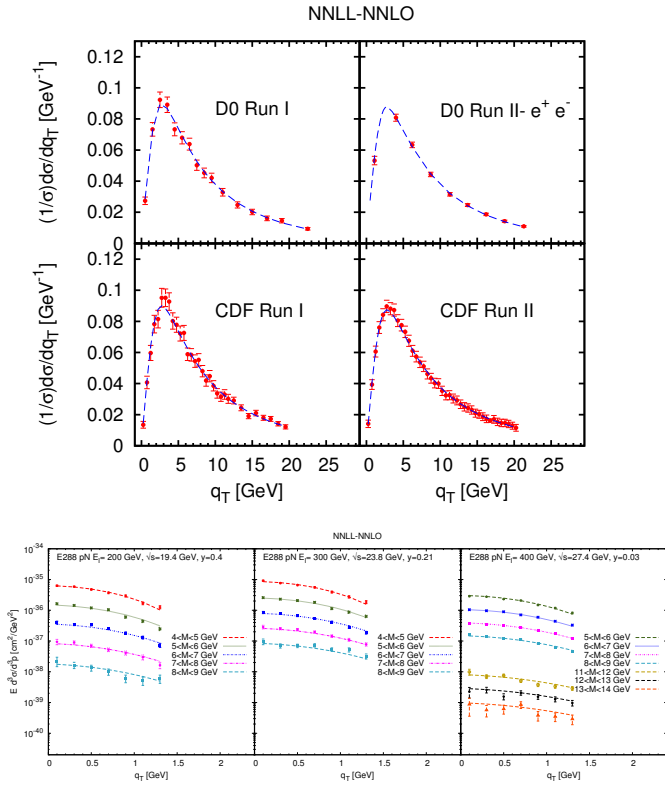 NNLL-NNLO
(1/σ)dσ/dq_T [GeV⁻¹]
0.12
0.1
0.08
0.06
0.04
0.02
0
D0 Run I
D0 Run II- e⁺ e⁻
(1/σ)dσ/dq_T [GeV⁻¹]
0.12
0.1
0.08
0.06
0.04
0.02
0
CDF Run I
CDF Run II
0 5 10 15 20 25
0 5 10 15 20 25
q_T [GeV]
q_T [GeV]
NNLL-NNLO
E d³σ/d³p [cm²/GeV²]
10⁻³⁴
10⁻³⁵
10⁻³⁶
10⁻³⁷
10⁻³⁸
10⁻³⁹
10⁻⁴⁰
E288 pN E_l= 200 GeV, √s=19.4 GeV, y=0.4
4<M<5 GeV
5<M<6 GeV
6<M<7 GeV
7<M<8 GeV
8<M<9 GeV
E288 pN E_l= 300 GeV, √s=23.8 GeV, y=0.21
4<M<5 GeV
5<M<6 GeV
6<M<7 GeV
7<M<8 GeV
8<M<9 GeV
E288 pN E_l= 400 GeV, √s=27.4 GeV, y=0.03
5<M<6 GeV
6<M<7 GeV
7<M<8 GeV
8<M<9 GeV
11<M<12 GeV
12<M<13 GeV
13<M<14 GeV
0 0.5 1 1.5 2
0 0.5 1 1.5 2
0 0.5 1 1.5 2
q_T [GeV]
q_T [GeV]
q_T [GeV]